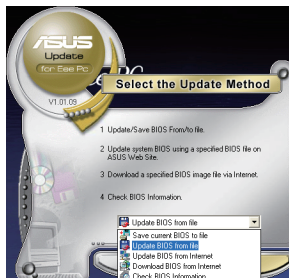 ASUS
Update
for Eee Pc
V1.01.09
Select the Update Method
1 Update/Save BIOS From/to file.
2 Update system BIOS using a specified BIOS file on
ASUS Web Site.
3 Download a specified BIOS image file via Internet.
4 Check BIOS Information.
Update BIOS from file
Save current BIOS to file
Update BIOS from file
Update BIOS from Internet
Download BIOS from Internet
Check BIOS Information